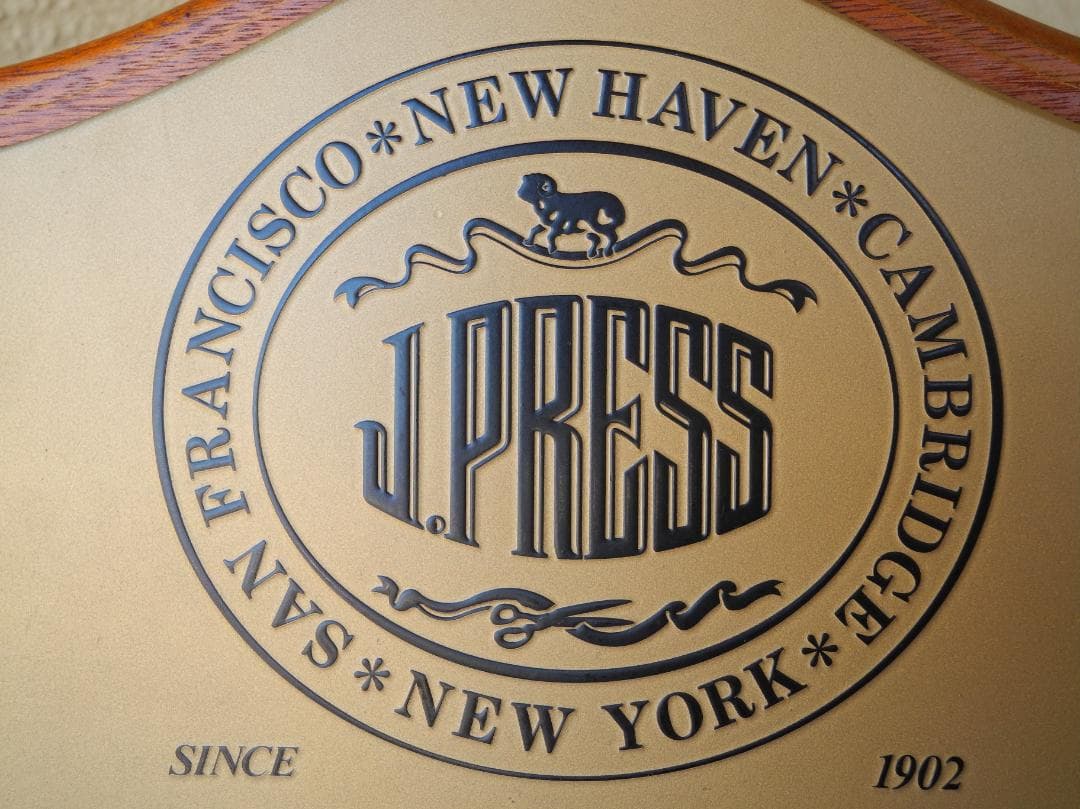 NEW HAVEN * CAMBRIDGE * NEW YORK * SAN FRANCISCO *
J.PRESS
SINCE 1902